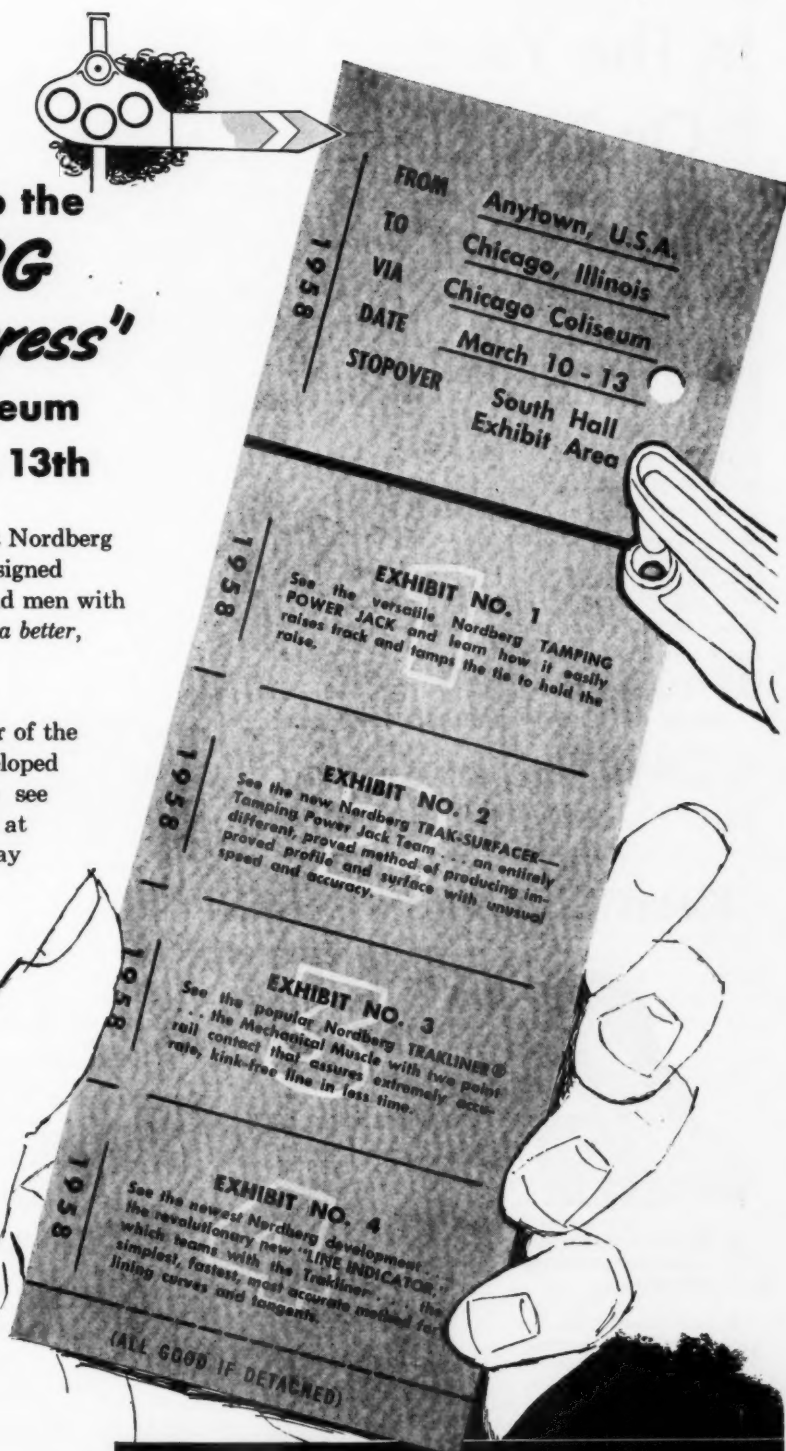 o the
RG
ress"
eum
13th
Nordberg
signed
d men with
a better,
r of the
eloped
see
at
ay
1958
FROM Anytown, U.S.A.
TO Chicago, Illinois
VIA Chicago Coliseum
DATE March 10 - 13
STOPOVER South Hall
Exhibit Area
1958
EXHIBIT NO. 1
See the versatile Nordberg TAMPING
POWER JACK and learn how it easily
raises track and tamps the tie to hold the
raise.
1958
EXHIBIT NO. 2
See the new Nordberg TRAK-SURFACER—
Tamping Power Jack Team . . . an entirely
different, proved method of producing im-
proved profile and surface with unusual
speed and accuracy.
1958
EXHIBIT NO. 3
See the popular Nordberg TRAKLINER®
. . . the Mechanical Muscle with two point
rail contact that assures extremely accu-
rate, kink-free line in less time.
1958
EXHIBIT NO. 4
See the newest Nordberg development . . .
the revolutionary new "LINE INDICATOR,"
which teams with the Trakliner . . . the
simplest, fastest, most accurate method for
lining curves and tangents.
(ALL GOOD IF DETACHED)